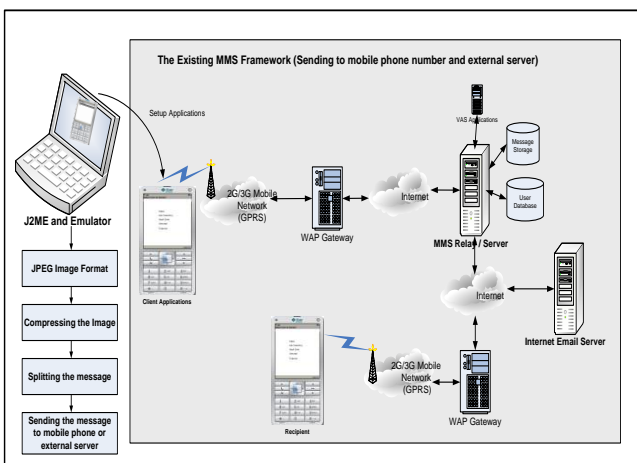 The Existing MMS Framework (Sending to mobile phone number and external server)
Setup Applications
VAS Applications
Message
Storage
User
Database
J2ME and Emulator
2G/3G Mobile
Network
(GPRS)
WAP Gateway
Internet
MMS Relay / Server
JPEG Image Format
Client Applications
Compressing the Image
Internet
Internet Email Server
Splitting the message
2G/3G Mobile
Network
(GPRS)
WAP Gateway
Sending the message
to mobile phone or
external server
Recipient